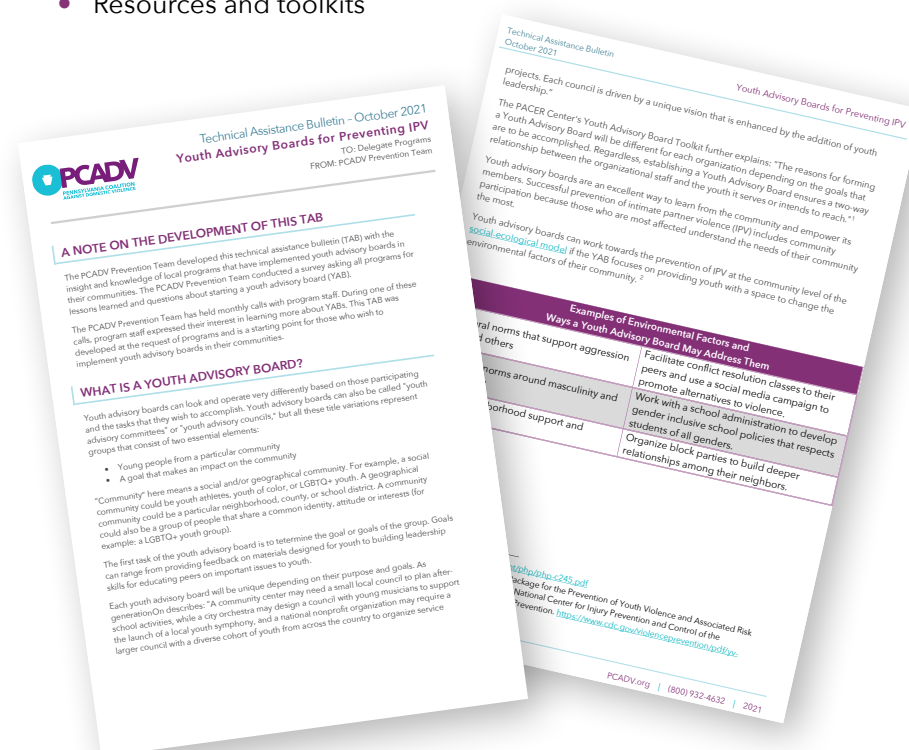 • Resources and toolkits
Technical Assistance Bulletin - October 2021
Youth Advisory Boards for Preventing IPV
TO: Delegate Programs
FROM: PCADV Prevention Team
PCADV
PENNSYLVANIA COALITION
AGAINST DOMESTIC VIOLENCE
A NOTE ON THE DEVELOPMENT OF THIS TAB
The PCADV Prevention Team developed this technical assistance bulletin (TAB) with the
insight and knowledge of local programs that have implemented youth advisory boards in
their communities. The PCADV Prevention Team conducted a survey asking all programs for
lessons learned and questions about starting a youth advisory board (YAB).
The PCADV Prevention Team has held monthly calls with program staff. During one of these
calls, program staff expressed their interest in learning more about YABs. This TAB was
developed at the request of programs and is a starting point for those who wish to
implement youth advisory boards in their communities.
WHAT IS A YOUTH ADVISORY BOARD?
Youth advisory boards can look and operate very differently based on those participating
and the tasks that they wish to accomplish. Youth advisory boards can also be called "youth
advisory committees" or "youth advisory councils," but all these title variations represent
groups that consist of two essential elements:
• Young people from a particular community
• A goal that makes an impact on the community
"Community" here means a social and/or geographical community. For example, a social
community could be youth athletes, youth of color, or LGBTQ+ youth. A geographical
community could be a particular neighborhood, county, or school district. A community
could also be a group of people that share a common identity, attitude or interests (for
example: a LGBTQ+ youth group).
The first task of the youth advisory board is to termine the goal or goals of the group. Goals
can range from providing feedback on materials designed for youth to building leadership
skills for educating peers on important issues to youth.
Each youth advisory board will be unique depending on their purpose and goals. As
generationOn describes: "A community center may need a small local council to plan after-
school activities, while a city orchestra may design a council with young musicians to support
the launch of a local youth symphony, and a national nonprofit organization may require a
larger council with a diverse cohort of youth from across the country to organize service
Technical Assistance Bulletin
October 2021
Youth Advisory Boards for Preventing IPV
projects. Each council is driven by a unique vision that is enhanced by the addition of youth
leadership."
The PACER Center's Youth Advisory Board Toolkit further explains: "The reasons for forming
a Youth Advisory Board will be different for each organization depending on the goals that
are to be accomplished. Regardless, establishing a Youth Advisory Board ensures a two-way
relationship between the organizational staff and the youth it serves or intends to reach." 1
Youth advisory boards are an excellent way to learn from the community and empower its
members. Successful prevention of intimate partner violence (IPV) includes community
participation because those who are most affected understand the needs of their community
the most.
Youth advisory boards can work towards the prevention of IPV at the community level of the
social-ecological model if the YAB focuses on providing youth with a space to change the
environmental factors of their community. 2
Examples of Environmental Factors and
Ways a Youth Advisory Board May Address Them
ral norms that support aggression
d others
Facilitate conflict resolution classes to their
peers and use a social media campaign to
promote alternatives to violence.
norms around masculinity and
Work with a school administration to develop
gender inclusive school policies that respects
students of all genders.
borhood support and
Organize block parties to build deeper
relationships among their neighbors.
t/php/php-c245.pdf
Package for the Prevention of Youth Violence and Associated Risk
National Center for Injury Prevention and Control of the
Prevention. https://www.cdc.gov/violenceprevention/pdf/yv-
PCADV.org | (800) 932-4632 | 2021